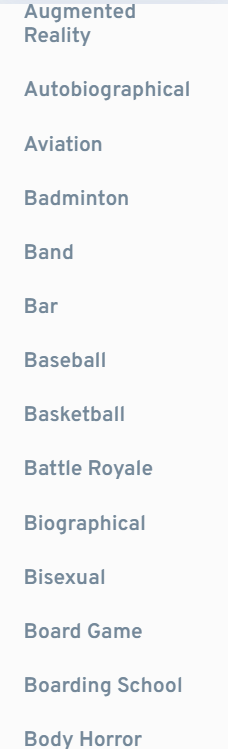 Augmented
Reality
Autobiographical
Aviation
Badminton
Band
Bar
Baseball
Basketball
Battle Royale
Biographical
Bisexual
Board Game
Boarding School
Body Horror